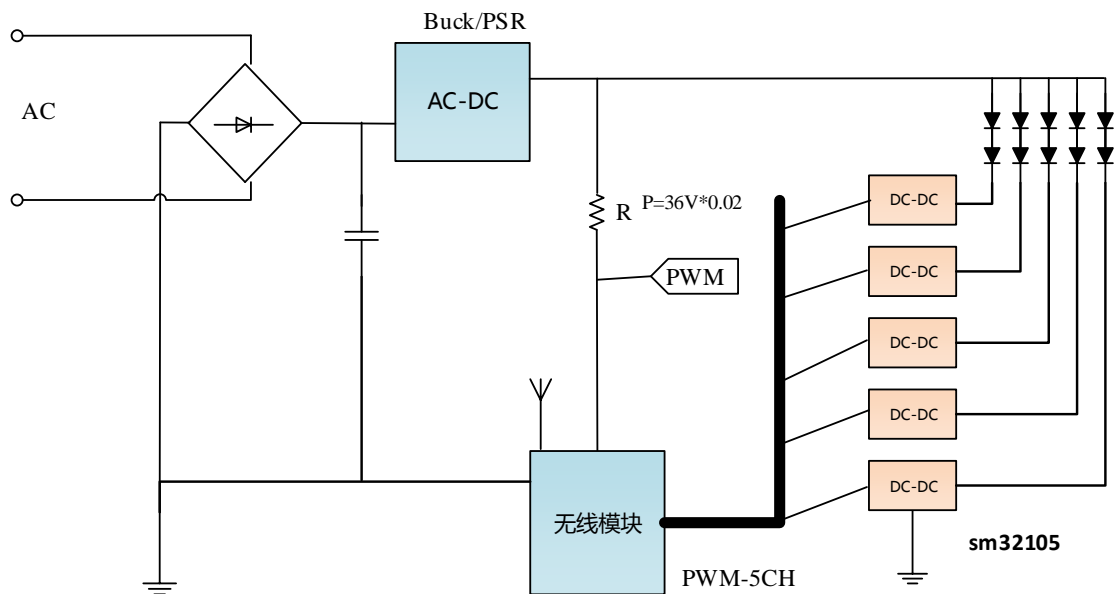 Buck/PSR
AC-DC
AC
R P=36V*0.02
PWM
DC-DC
DC-DC
DC-DC
DC-DC
DC-DC
无线模块
sm32105
PWM-5CH